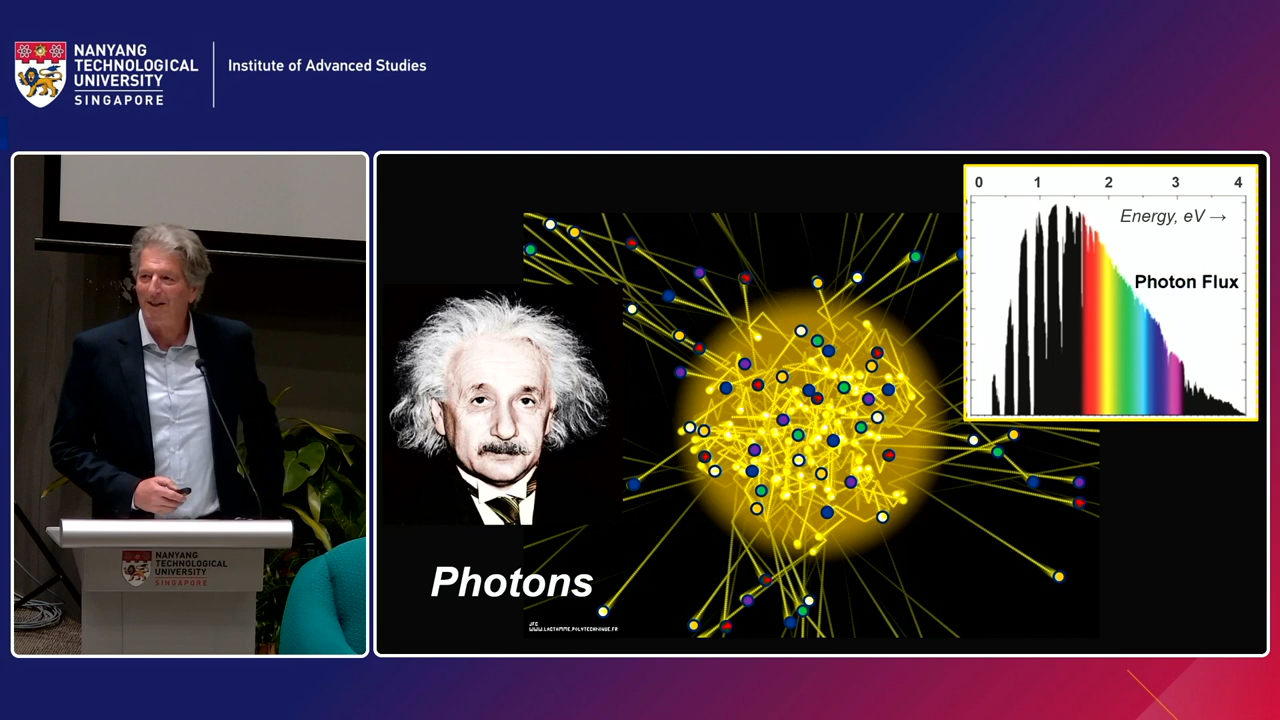 NANYANG
TECHNOLOGICAL
UNIVERSITY
SINGAPORE
Institute of Advanced Studies
NANYANG
TECHNOLOGICAL
UNIVERSITY
SINGAPORE
Photons
0 1 2 3 4
Energy, eV →
Photon Flux
JFC
WWW.LACTAMME.POLYTECHNIQUE.FR